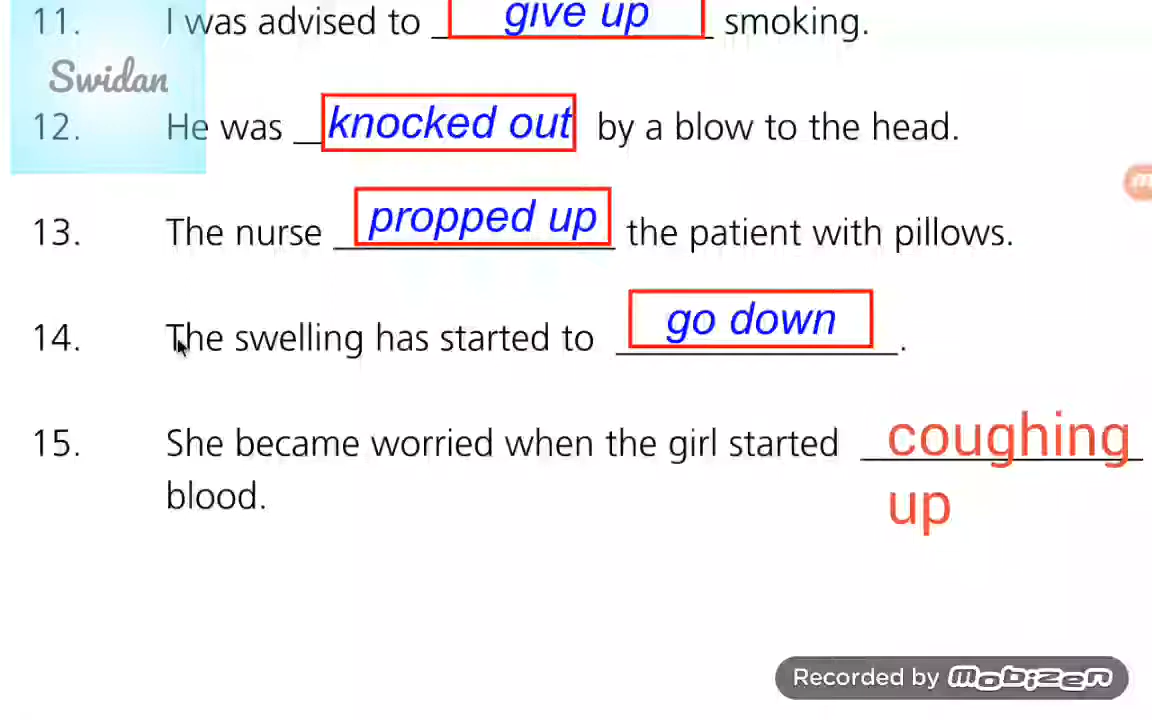 11. I was advised to give up smoking.
Swidan
12. He was knocked out by a blow to the head.
13. The nurse propped up the patient with pillows.
14. The swelling has started to go down.
15. She became worried when the girl started coughing
blood. up
Recorded by mobizen